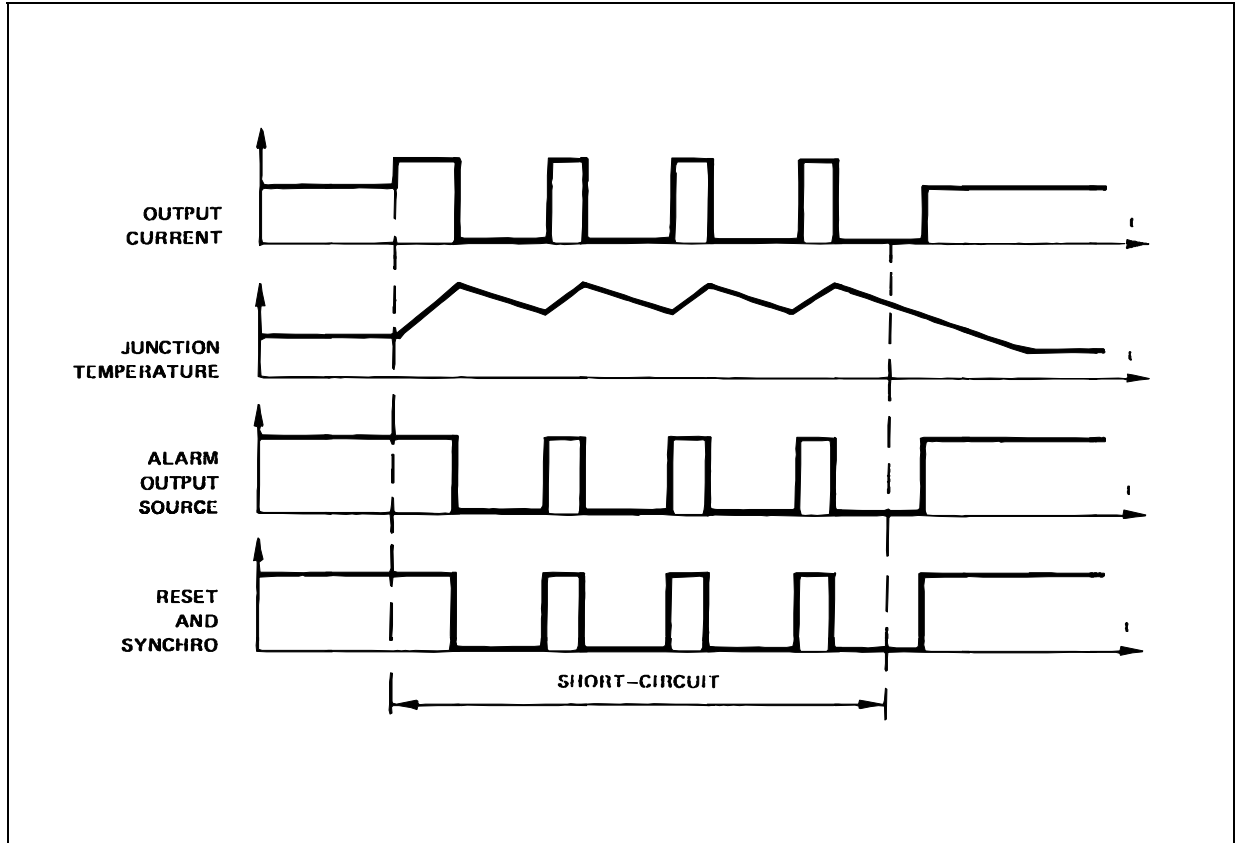 OUTPUT
CURRENT
t
JUNCTION
TEMPERATURE
t
ALARM
OUTPUT
SOURCE
t
RESET
AND
SYNCHRO
t
SHORT-CIRCUIT